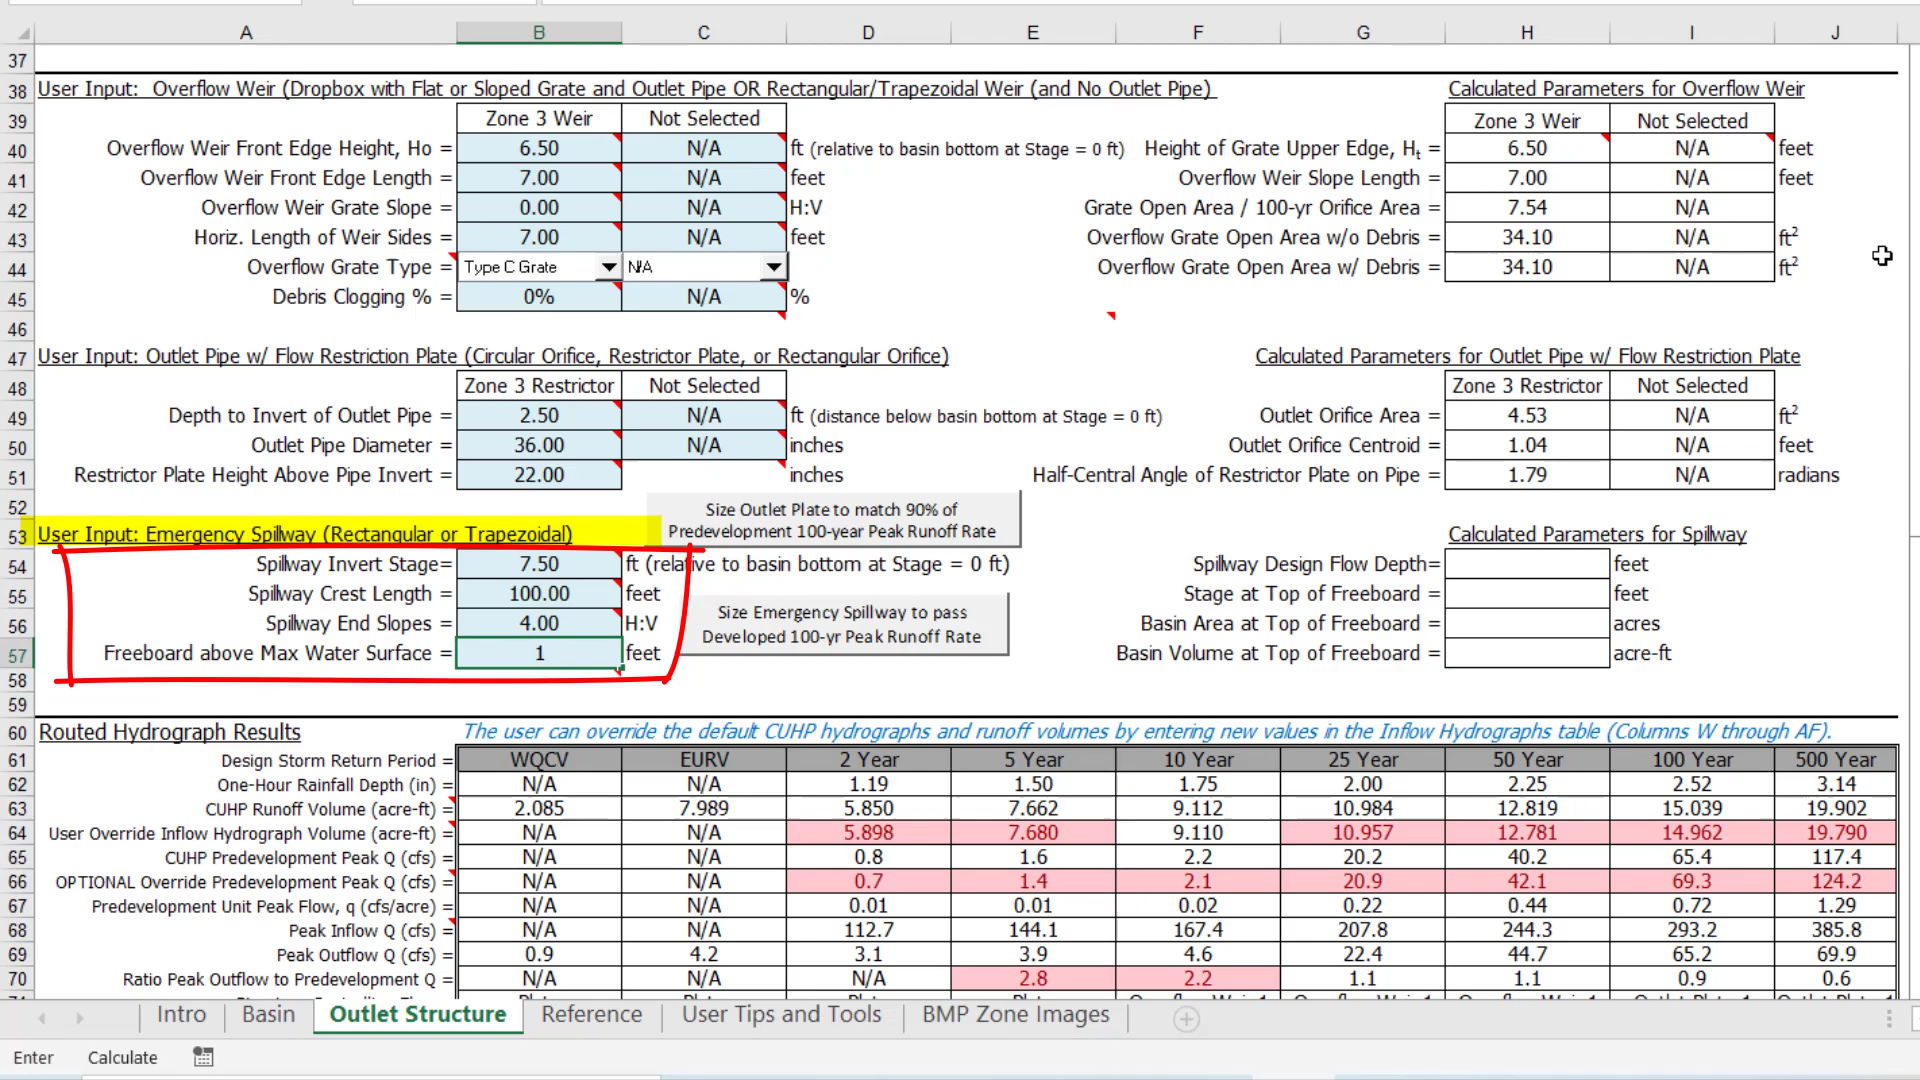 A B C D E F G H I J
37
38 User Input: Overflow Weir (Dropbox with Flat or Sloped Grate and Outlet Pipe OR Rectangular/Trapezoidal Weir (and No Outlet Pipe) Calculated Parameters for Overflow Weir
39 Zone 3 Weir Not Selected Zone 3 Weir Not Selected
40 Overflow Weir Front Edge Height, Ho = 6.50 N/A ft (relative to basin bottom at Stage = 0 ft) Height of Grate Upper Edge, Ht = 6.50 N/A feet
41 Overflow Weir Front Edge Length = 7.00 N/A feet Overflow Weir Slope Length = 7.00 N/A feet
42 Overflow Weir Grate Slope = 0.00 N/A H:V Grate Open Area / 100-yr Orifice Area = 7.54 N/A
43 Horiz. Length of Weir Sides = 7.00 N/A feet Overflow Grate Open Area w/o Debris = 34.10 N/A ft2
44 Overflow Grate Type = Type C Grate N/A Overflow Grate Open Area w/ Debris = 34.10 N/A ft2
45 Debris Clogging % = 0% N/A %
46
47 User Input: Outlet Pipe w/ Flow Restriction Plate (Circular Orifice, Restrictor Plate, or Rectangular Orifice) Calculated Parameters for Outlet Pipe w/ Flow Restriction Plate
48 Zone 3 Restrictor Not Selected Zone 3 Restrictor Not Selected
49 Depth to Invert of Outlet Pipe = 2.50 N/A ft (distance below basin bottom at Stage = 0 ft) Outlet Orifice Area = 4.53 N/A ft2
50 Outlet Pipe Diameter = 36.00 N/A inches Outlet Orifice Centroid = 1.04 N/A feet
51 Restrictor Plate Height Above Pipe Invert = 22.00 inches Half-Central Angle of Restrictor Plate on Pipe = 1.79 N/A radians
52 Size Outlet Plate to match 90% of
Predevelopment 100-year Peak Runoff Rate
53 User Input: Emergency Spillway (Rectangular or Trapezoidal) Calculated Parameters for Spillway
54 Spillway Invert Stage= 7.50 ft (relative to basin bottom at Stage = 0 ft) Spillway Design Flow Depth= feet
55 Spillway Crest Length = 100.00 feet Stage at Top of Freeboard = feet
Size Emergency Spillway to pass
Developed 100-yr Peak Runoff Rate
56 Spillway End Slopes = 4.00 H:V Basin Area at Top of Freeboard = acres
57 Freeboard above Max Water Surface = 1 feet Basin Volume at Top of Freeboard = acre-ft
58
59
60 Routed Hydrograph Results The user can override the default CUHP hydrographs and runoff volumes by entering new values in the Inflow Hydrographs table (Columns W through AF).
61 Design Storm Return Period = WQCV EURV 2 Year 5 Year 10 Year 25 Year 50 Year 100 Year 500 Year
62 One-Hour Rainfall Depth (in) = N/A N/A 1.19 1.50 1.75 2.00 2.25 2.52 3.14
63 CUHP Runoff Volume (acre-ft) = 2.085 7.989 5.850 7.662 9.112 10.984 12.819 15.039 19.902
64 User Override Inflow Hydrograph Volume (acre-ft) = N/A N/A 5.898 7.680 9.110 10.957 12.781 14.962 19.790
65 CUHP Predevelopment Peak Q (cfs) = N/A N/A 0.8 1.6 2.2 20.2 40.2 65.4 117.4
66 OPTIONAL Override Predevelopment Peak Q (cfs) = N/A N/A 0.7 1.4 2.1 20.9 42.1 69.3 124.2
67 Predevelopment Unit Peak Flow, q (cfs/acre) = N/A N/A 0.01 0.01 0.02 0.22 0.44 0.72 1.29
68 Peak Inflow Q (cfs) = N/A N/A 112.7 144.1 167.4 207.8 244.3 293.2 385.8
69 Peak Outflow Q (cfs) = 0.9 4.2 3.1 3.9 4.6 22.4 44.7 65.2 69.9
70 Ratio Peak Outflow to Predevelopment Q = N/A N/A N/A 2.8 2.2 1.1 1.1 0.9 0.6
Intro Basin Outlet Structure Reference User Tips and Tools BMP Zone Images
Enter Calculate